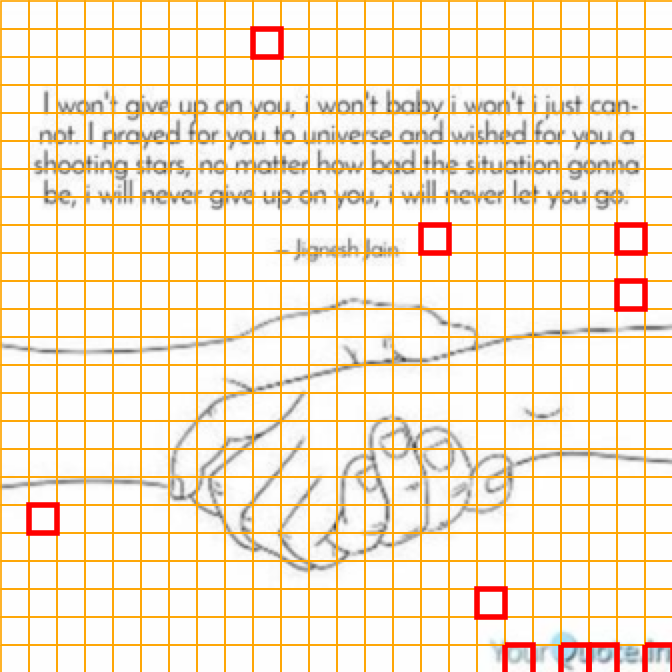 I won't give up on you, i won't baby i won't i just can-
not. I prayed for you to universe and wished for you a
shooting stars, no matter how bad the situation gonna
be, i will never give up on you, i will never let you go.
-- Jignesh Jain
YourQuote.in